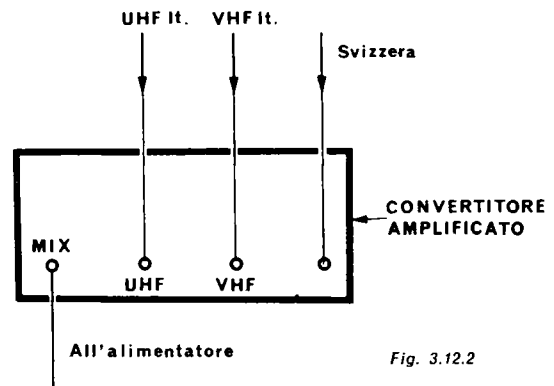 UHF It. VHF It.
Svizzera
CONVERTITORE
AMPLIFICATO
MIX
UHF VHF
All'alimentatore
Fig. 3.12.2